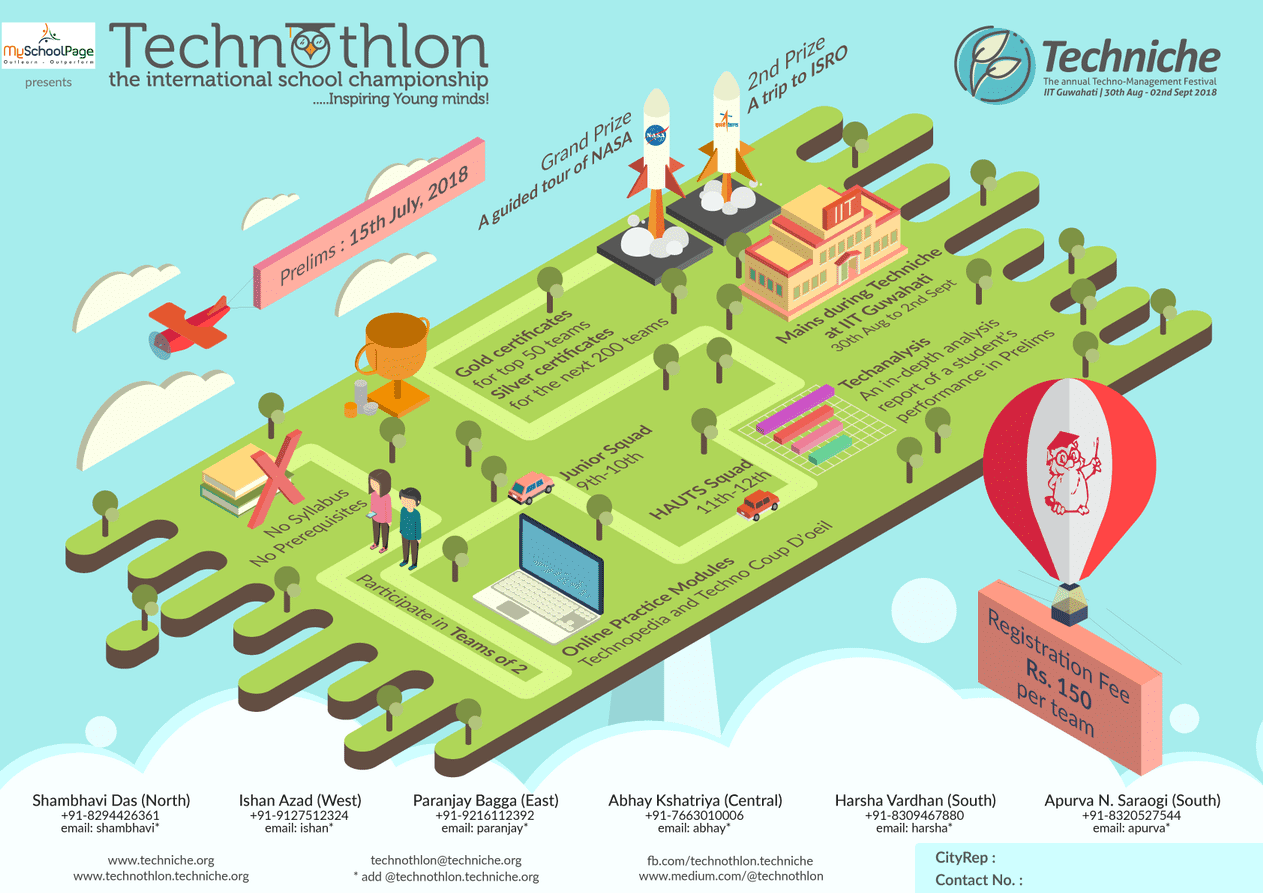 MySchoolPage
Outlearn - Outperform
presents
Technothlon
the international school championship
.....Inspiring Young minds!
Techniche
The annual Techno-Management Festival
IIT Guwahati | 30th Aug - 02nd Sept 2018
2nd Prize
A trip to ISRO
Grand Prize
A guided tour of NASA
NASA
Prelims : 15th July, 2018
IIT
Mains during Techniche
at IIT Guwahati
30th Aug to 2nd Sept
Gold certificates
for top 50 teams
Silver certificates
for the next 200 teams
Techanalysis
An in-depth analysis
report of a student's
performance in Prelims
Junior Squad
9th-10th
HAUTS Squad
11th-12th
No Syllabus
No Prerequisites
Participate in Teams of 2
Online Practice Modules
Technopedia and Techno Coup D'oeil
Registration Fee
Rs. 150
per team
Shambhavi Das (North)
+91-8294426361
email: shambhavi*
Ishan Azad (West)
+91-9127512324
email: ishan*
Paranjay Bagga (East)
+91-9216112392
email: paranjay*
Abhay Kshatriya (Central)
+91-7663010006
email: abhay*
Harsha Vardhan (South)
+91-8309467880
email: harsha*
Apurva N. Saraogi (South)
+91-8320527544
email: apurva*
www.techniche.org
www.technothlon.techniche.org
technothlon@techniche.org
* add @technothlon.techniche.org
fb.com/technothlon.techniche
www.medium.com/@technothlon
CityRep :
Contact No. :